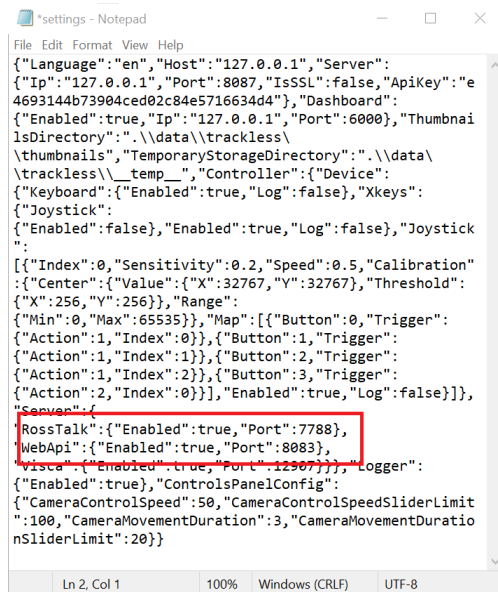 *settings - Notepad
File Edit Format View Help
{"Language":"en","Host":"127.0.0.1","Server":
{"Ip":"127.0.0.1","Port":8087,"IsSSL":false,"ApiKey":"e
4693144b73904ced02c84e5716634d4"},"Dashboard":
{"Enabled":true,"Ip":"127.0.0.1","Port":6000},"Thumbnai
lsDirectory":".\\data\\trackless\
\thumbnails","TemporaryStorageDirectory":".\\data\
\trackless\\__temp__","Controller":{"Device":
{"Keyboard":{"Enabled":true,"Log":false},"Xkeys":
{"Joystick":
{"Enabled":false},"Enabled":true,"Log":false},"Joystick
":
[{"Index":0,"Sensitivity":0.2,"Speed":0.5,"Calibration"
:{"Center":{"Value":{"X":32767,"Y":32767},"Threshold":
{"X":256,"Y":256}},"Range":
{"Min":0,"Max":65535}},"Map":[{"Button":0,"Trigger":
{"Action":1,"Index":0}},{"Button":1,"Trigger":
{"Action":1,"Index":1}},{"Button":2,"Trigger":
{"Action":1,"Index":2}},{"Button":3,"Trigger":
{"Action":2,"Index":0}}],"Enabled":true,"Log":false}]},
"Server":{
"RossTalk":{"Enabled":true,"Port":7788},
"WebApi":{"Enabled":true,"Port":8083},
"Visca":{"Enabled":true,"Port":12907}}},"Logger":
{"Enabled":true},"ControlsPanelConfig":
{"CameraControlSpeed":50,"CameraControlSpeedSliderLimit
":100,"CameraMovementDuration":3,"CameraMovementDuratio
nSliderLimit":20}}
Ln 2, Col 1 100% Windows (CRLF) UTF-8